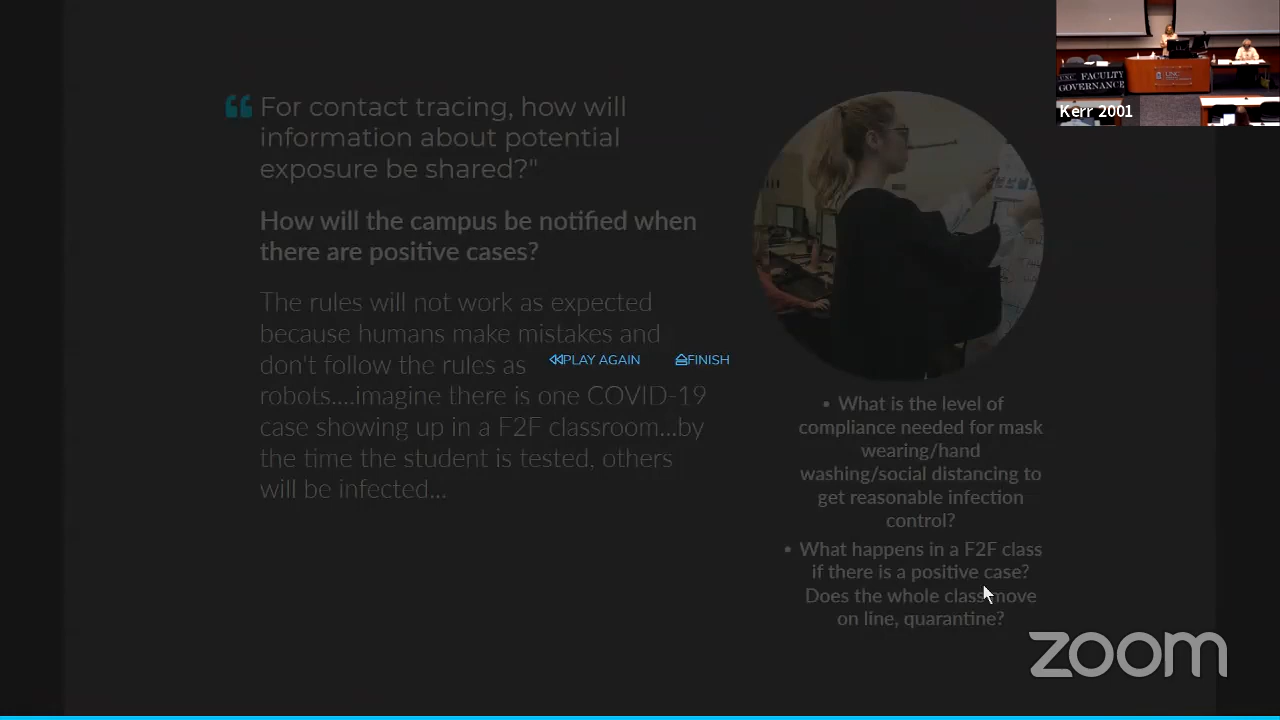 “ For contact tracing, how will
information about potential
exposure be shared?"
How will the campus be notified when
there are positive cases?
The rules will not work as expected
because humans make mistakes and
don't follow the rules as
robots....imagine there is one COVID-19
case showing up in a F2F classroom...by
the time the student is tested, others
will be infected...
PLAY AGAIN
FINISH
• What is the level of
compliance needed for mask
wearing/hand
washing/social distancing to
get reasonable infection
control?
• What happens in a F2F class
if there is a positive case?
Does the whole class move
on line, quarantine?
UNC FACULTY
GOVERNANCE
UNC
Kerr 2001
zoom